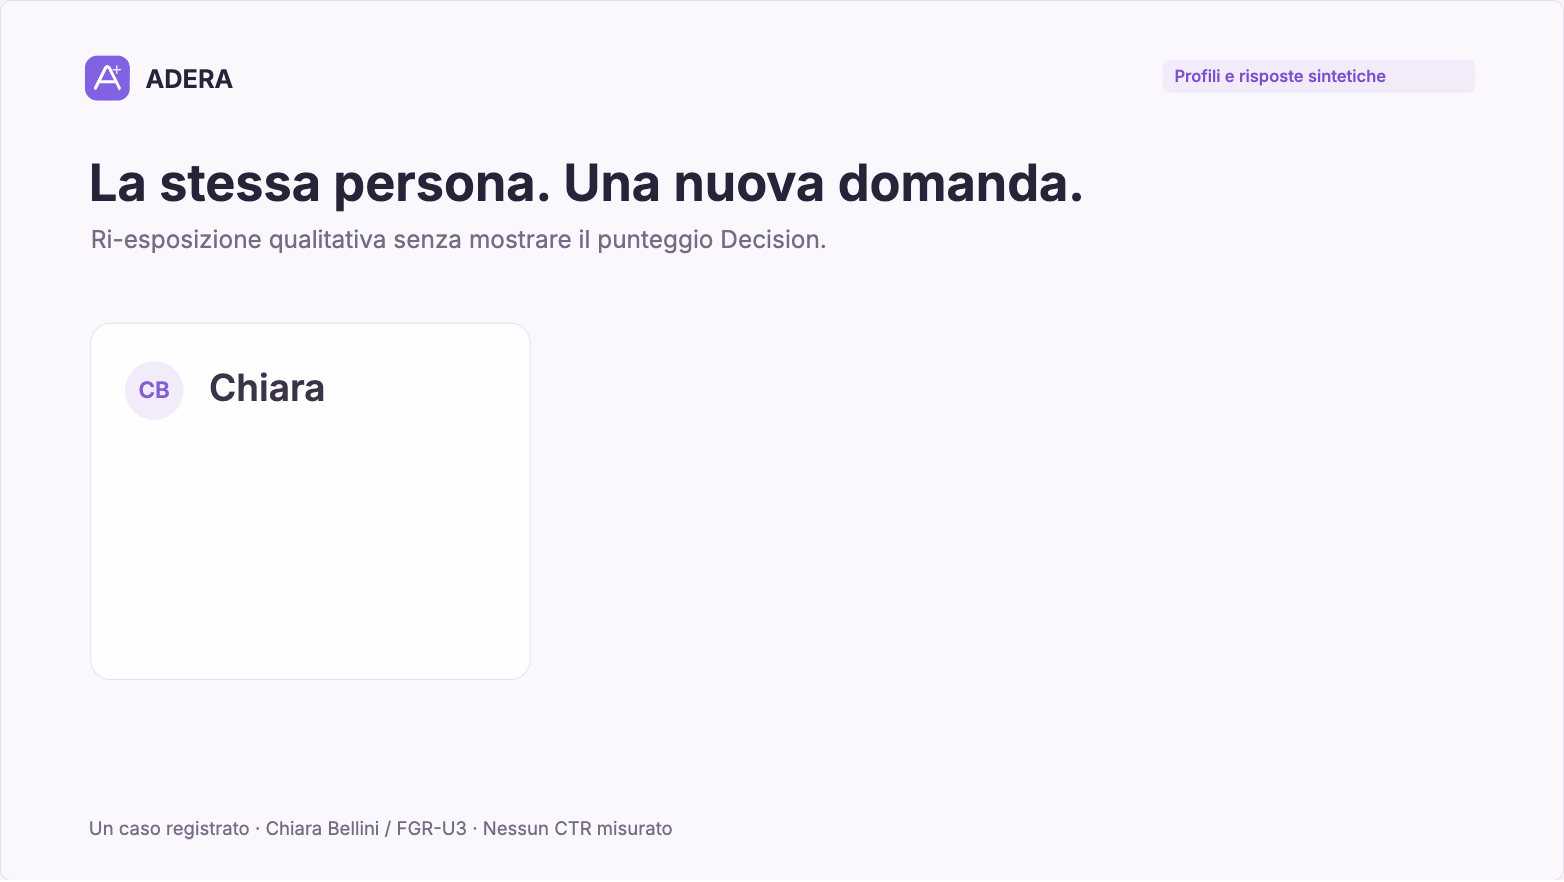 ADERA
Profili e risposte sintetiche
La stessa persona. Una nuova domanda.
Ri-esposizione qualitativa senza mostrare il punteggio Decision.
CB
Chiara
Un caso registrato · Chiara Bellini / FGR-U3 · Nessun CTR misurato